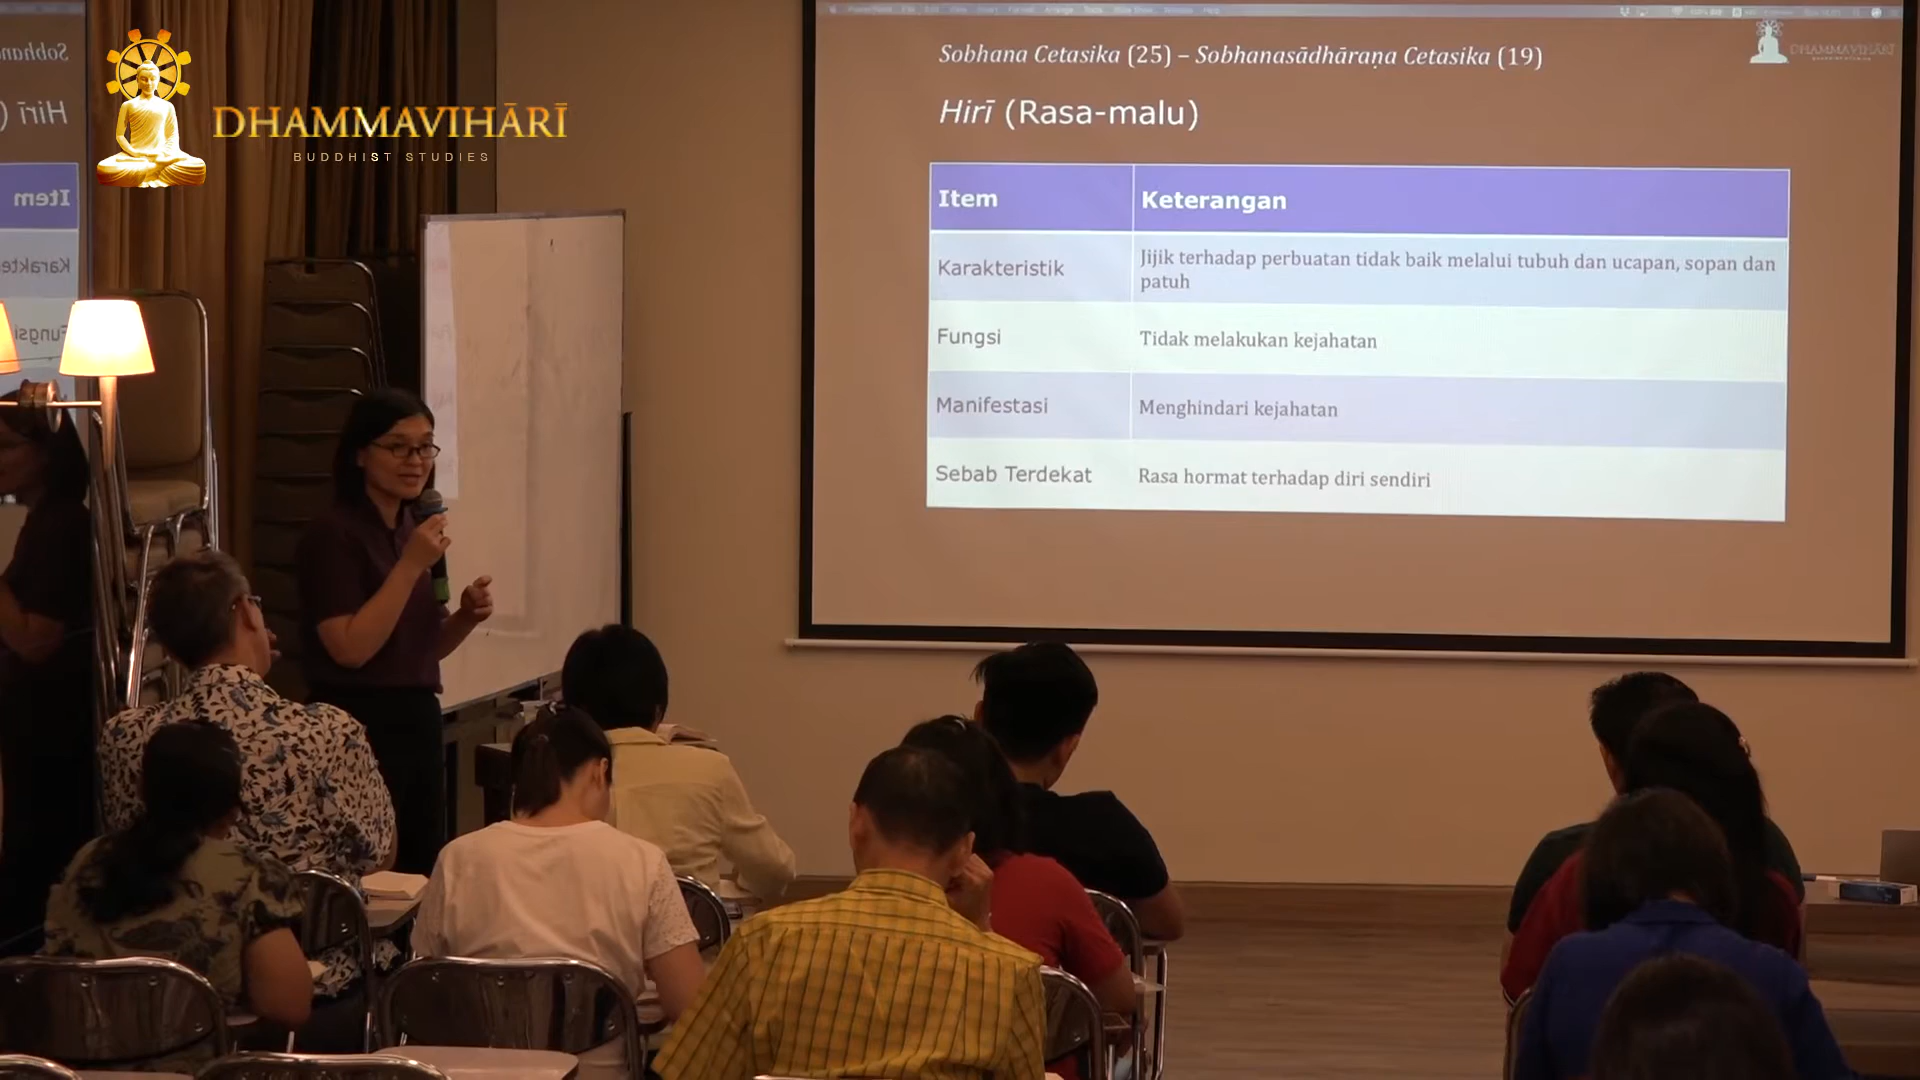 DHAMMAVIHĀRĪ
BUDDHIST STUDIES
Sobhana Cetasika (25) – Sobhanasādhāraṇa Cetasika (19)
Hirī (Rasa-malu)
Item Keterangan
Karakteristik Jijik terhadap perbuatan tidak baik melalui tubuh dan ucapan, sopan dan
patuh
Fungsi Tidak melakukan kejahatan
Manifestasi Menghindari kejahatan
Sebab Terdekat Rasa hormat terhadap diri sendiri
DHAMMAVIHĀRĪ